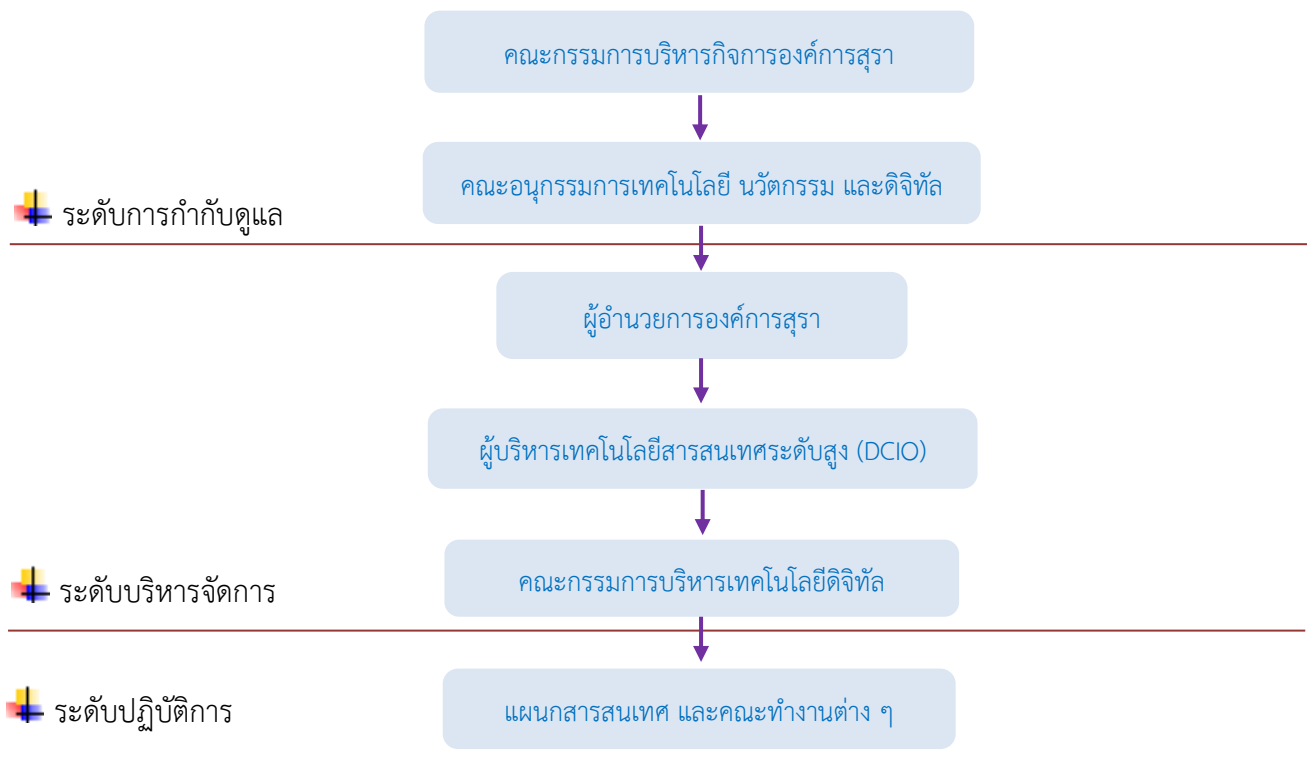 คณะกรรมการบริหารกิจการองค์การสุรา
คณะอนุกรรมการเทคโนโลยี นวัตกรรม และดิจิทัล
ระดับการกำกับดูแล
ผู้อำนวยการองค์การสุรา
ผู้บริหารเทคโนโลยีสารสนเทศระดับสูง (DCIO)
คณะกรรมการบริหารเทคโนโลยีดิจิทัล
ระดับบริหารจัดการ
ระดับปฏิบัติการ
แผนกสารสนเทศ และคณะทำงานต่าง ๆ